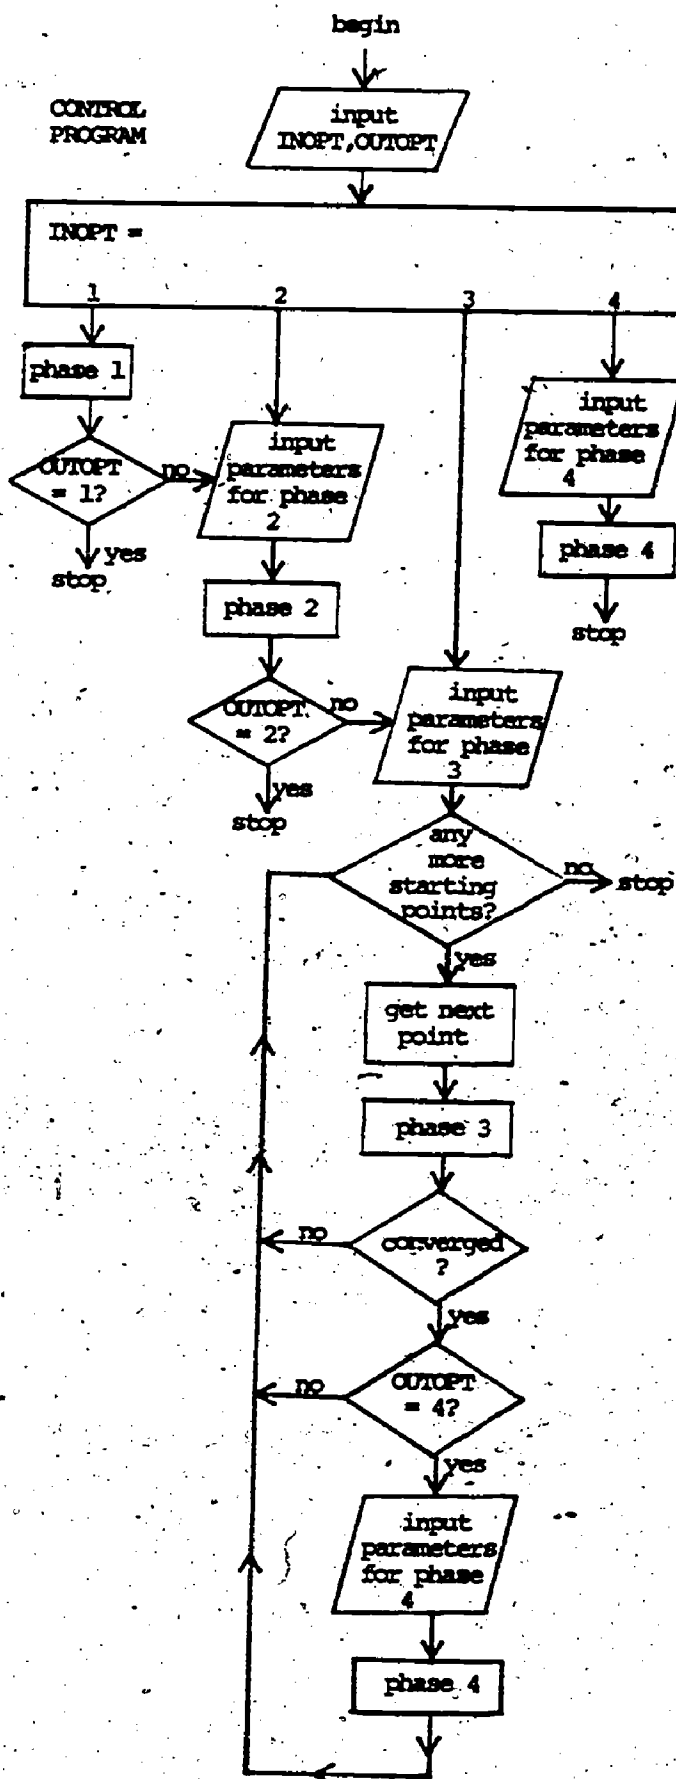 begin
CONTROL
PROGRAM
input
INOPT,OUTOPT
INOPT =
1
2
3
4
phase 1
OUTOPT
= 1?
no
yes
stop
input
parameters
for phase
2
phase 2
OUTOPT
= 2?
no
yes
stop
input
parameters
for phase
4
phase 4
stop
input
parameters
for phase
3
any
more
starting
points?
no
stop
yes
get next
point
phase 3
converged
?
no
yes
OUTOPT
= 4?
no
yes
input
parameters
for phase
4
phase 4